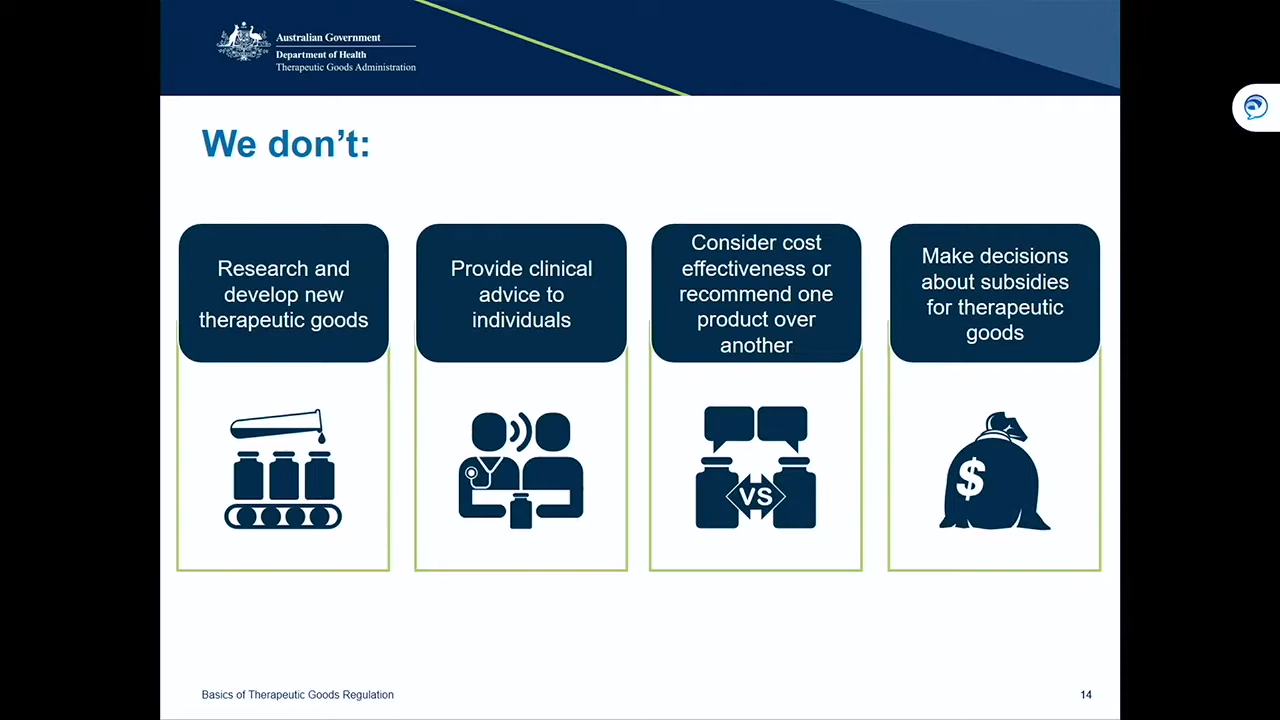 Australian Government
Department of Health
Therapeutic Goods Administration
We don’t:
Research and
develop new
therapeutic goods
Provide clinical
advice to
individuals
Consider cost
effectiveness or
recommend one
product over
another
Make decisions
about subsidies
for therapeutic
goods
VS
$
Basics of Therapeutic Goods Regulation
14